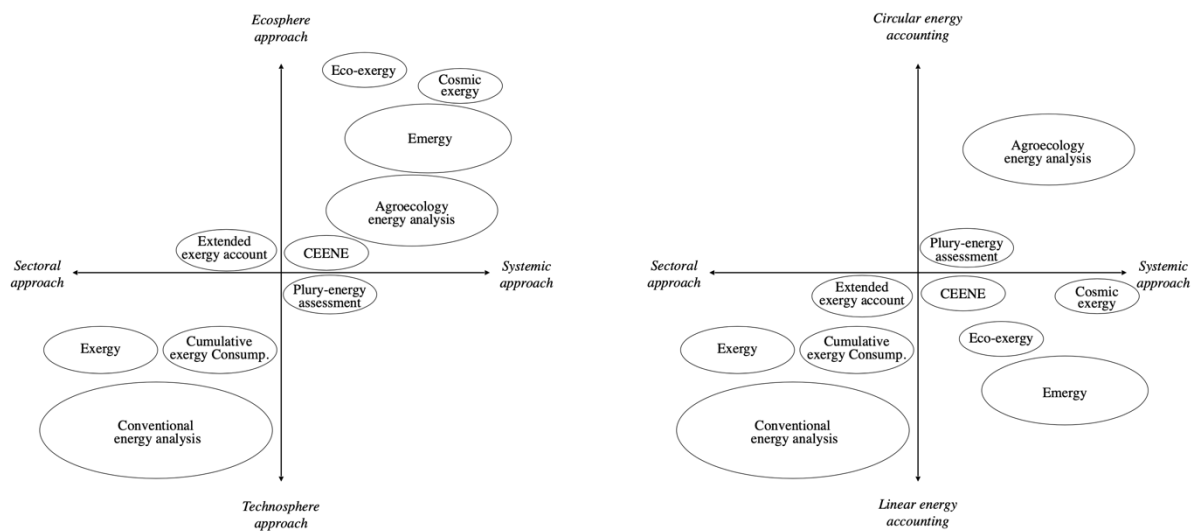 Ecosphere
approach
Eco-exergy
Cosmic
exergy
Emergy
Agroecology
energy analysis
Extended
exergy account
CEENE
Sectoral
approach
Systemic
approach
Plury-energy
assessment
Exergy
Cumulative
exergy Consump.
Conventional
energy analysis
Technosphere
approach
Circular energy
accounting
Agroecology
energy analysis
Plury-energy
assessment
Sectoral
approach
Systemic
approach
Extended
exergy account
CEENE
Cosmic
exergy
Exergy
Cumulative
exergy Consump.
Eco-exergy
Emergy
Conventional
energy analysis
Linear energy
accounting